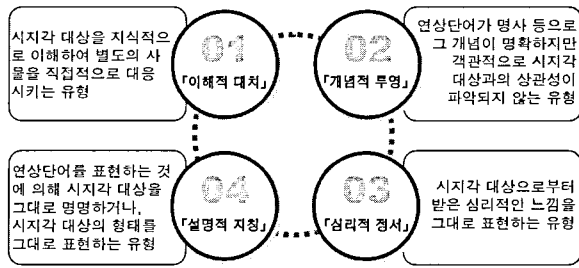 시지각 대상을 지식적으
로 이해하여 별도의 사
물을 직접적으로 대응
시키는 유형
01
「이해적 대치」
02
「개념적 투영」
연상단어가 명사 등으로
그 개념이 명확하지만
객관적으로 시지각
대상과의 상관성이
파악되지 않는 유형
연상단어를 표현하는 것
에 의해 시지각 대상을
그대로 명명하거나,
시지각 대상의 형태를
그대로 표현하는 유형
04
「설명적 지칭」
03
「심리적 정서」
시지각 대상으로부터
받은 심리적인 느낌을
그대로 표현하는 유형